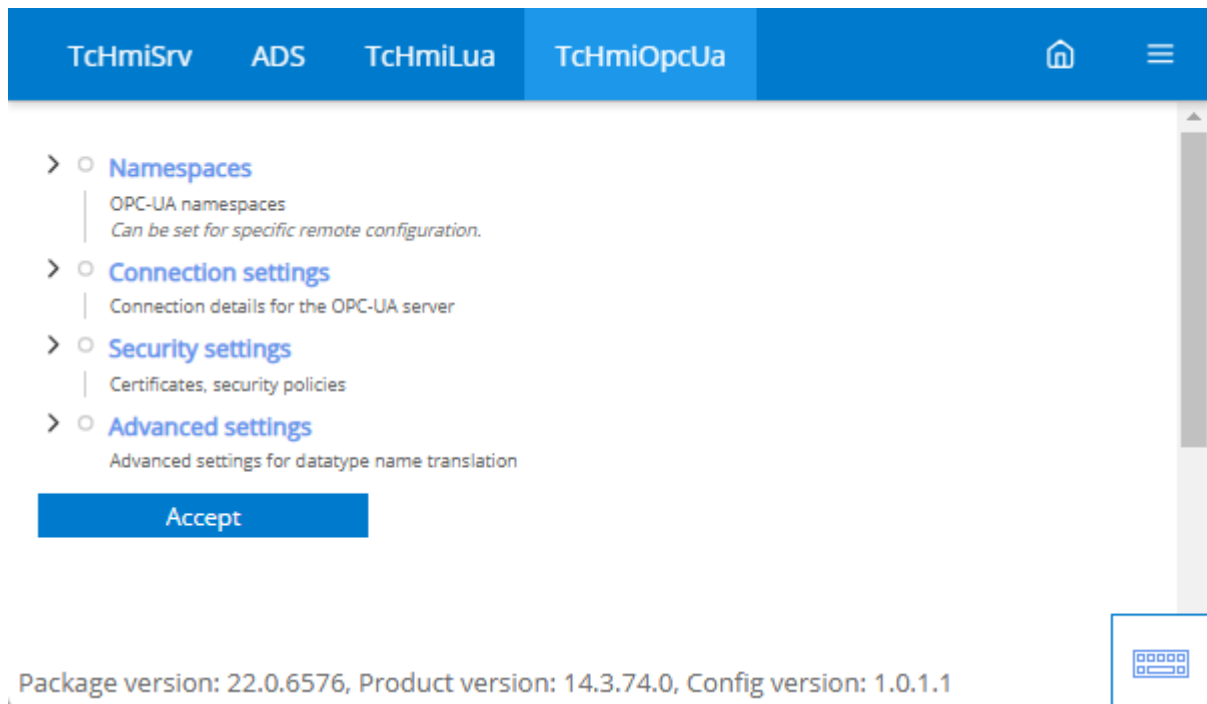 TcHmiSrv ADS TcHmiLua TcHmiOpcUa
Namespaces
OPC-UA namespaces
Can be set for specific remote configuration.
Connection settings
Connection details for the OPC-UA server
Security settings
Certificates, security policies
Advanced settings
Advanced settings for datatype name translation
Accept
Package version: 22.0.6576, Product version: 14.3.74.0, Config version: 1.0.1.1